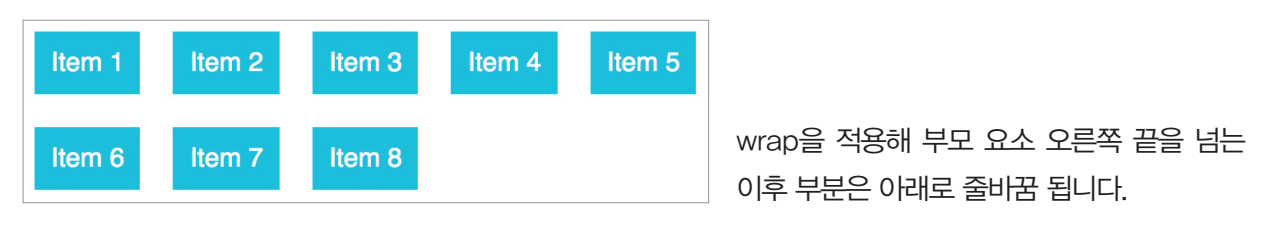 Item 1 Item 2 Item 3 Item 4 Item 5
Item 6 Item 7 Item 8
wrap을 적용해 부모 요소 오른쪽 끝을 넘는
이후 부분은 아래로 줄바꿈 됩니다.